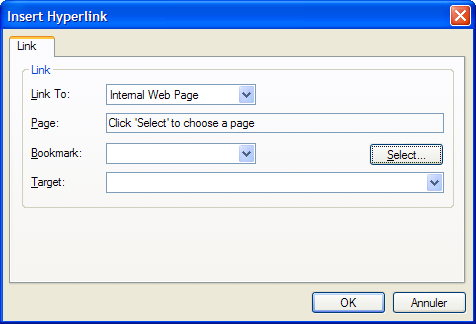 Insert Hyperlink
Link
Link
Link To: Internal Web Page
Page: Click 'Select' to choose a page
Bookmark: Select...
Target:
OK Annuler